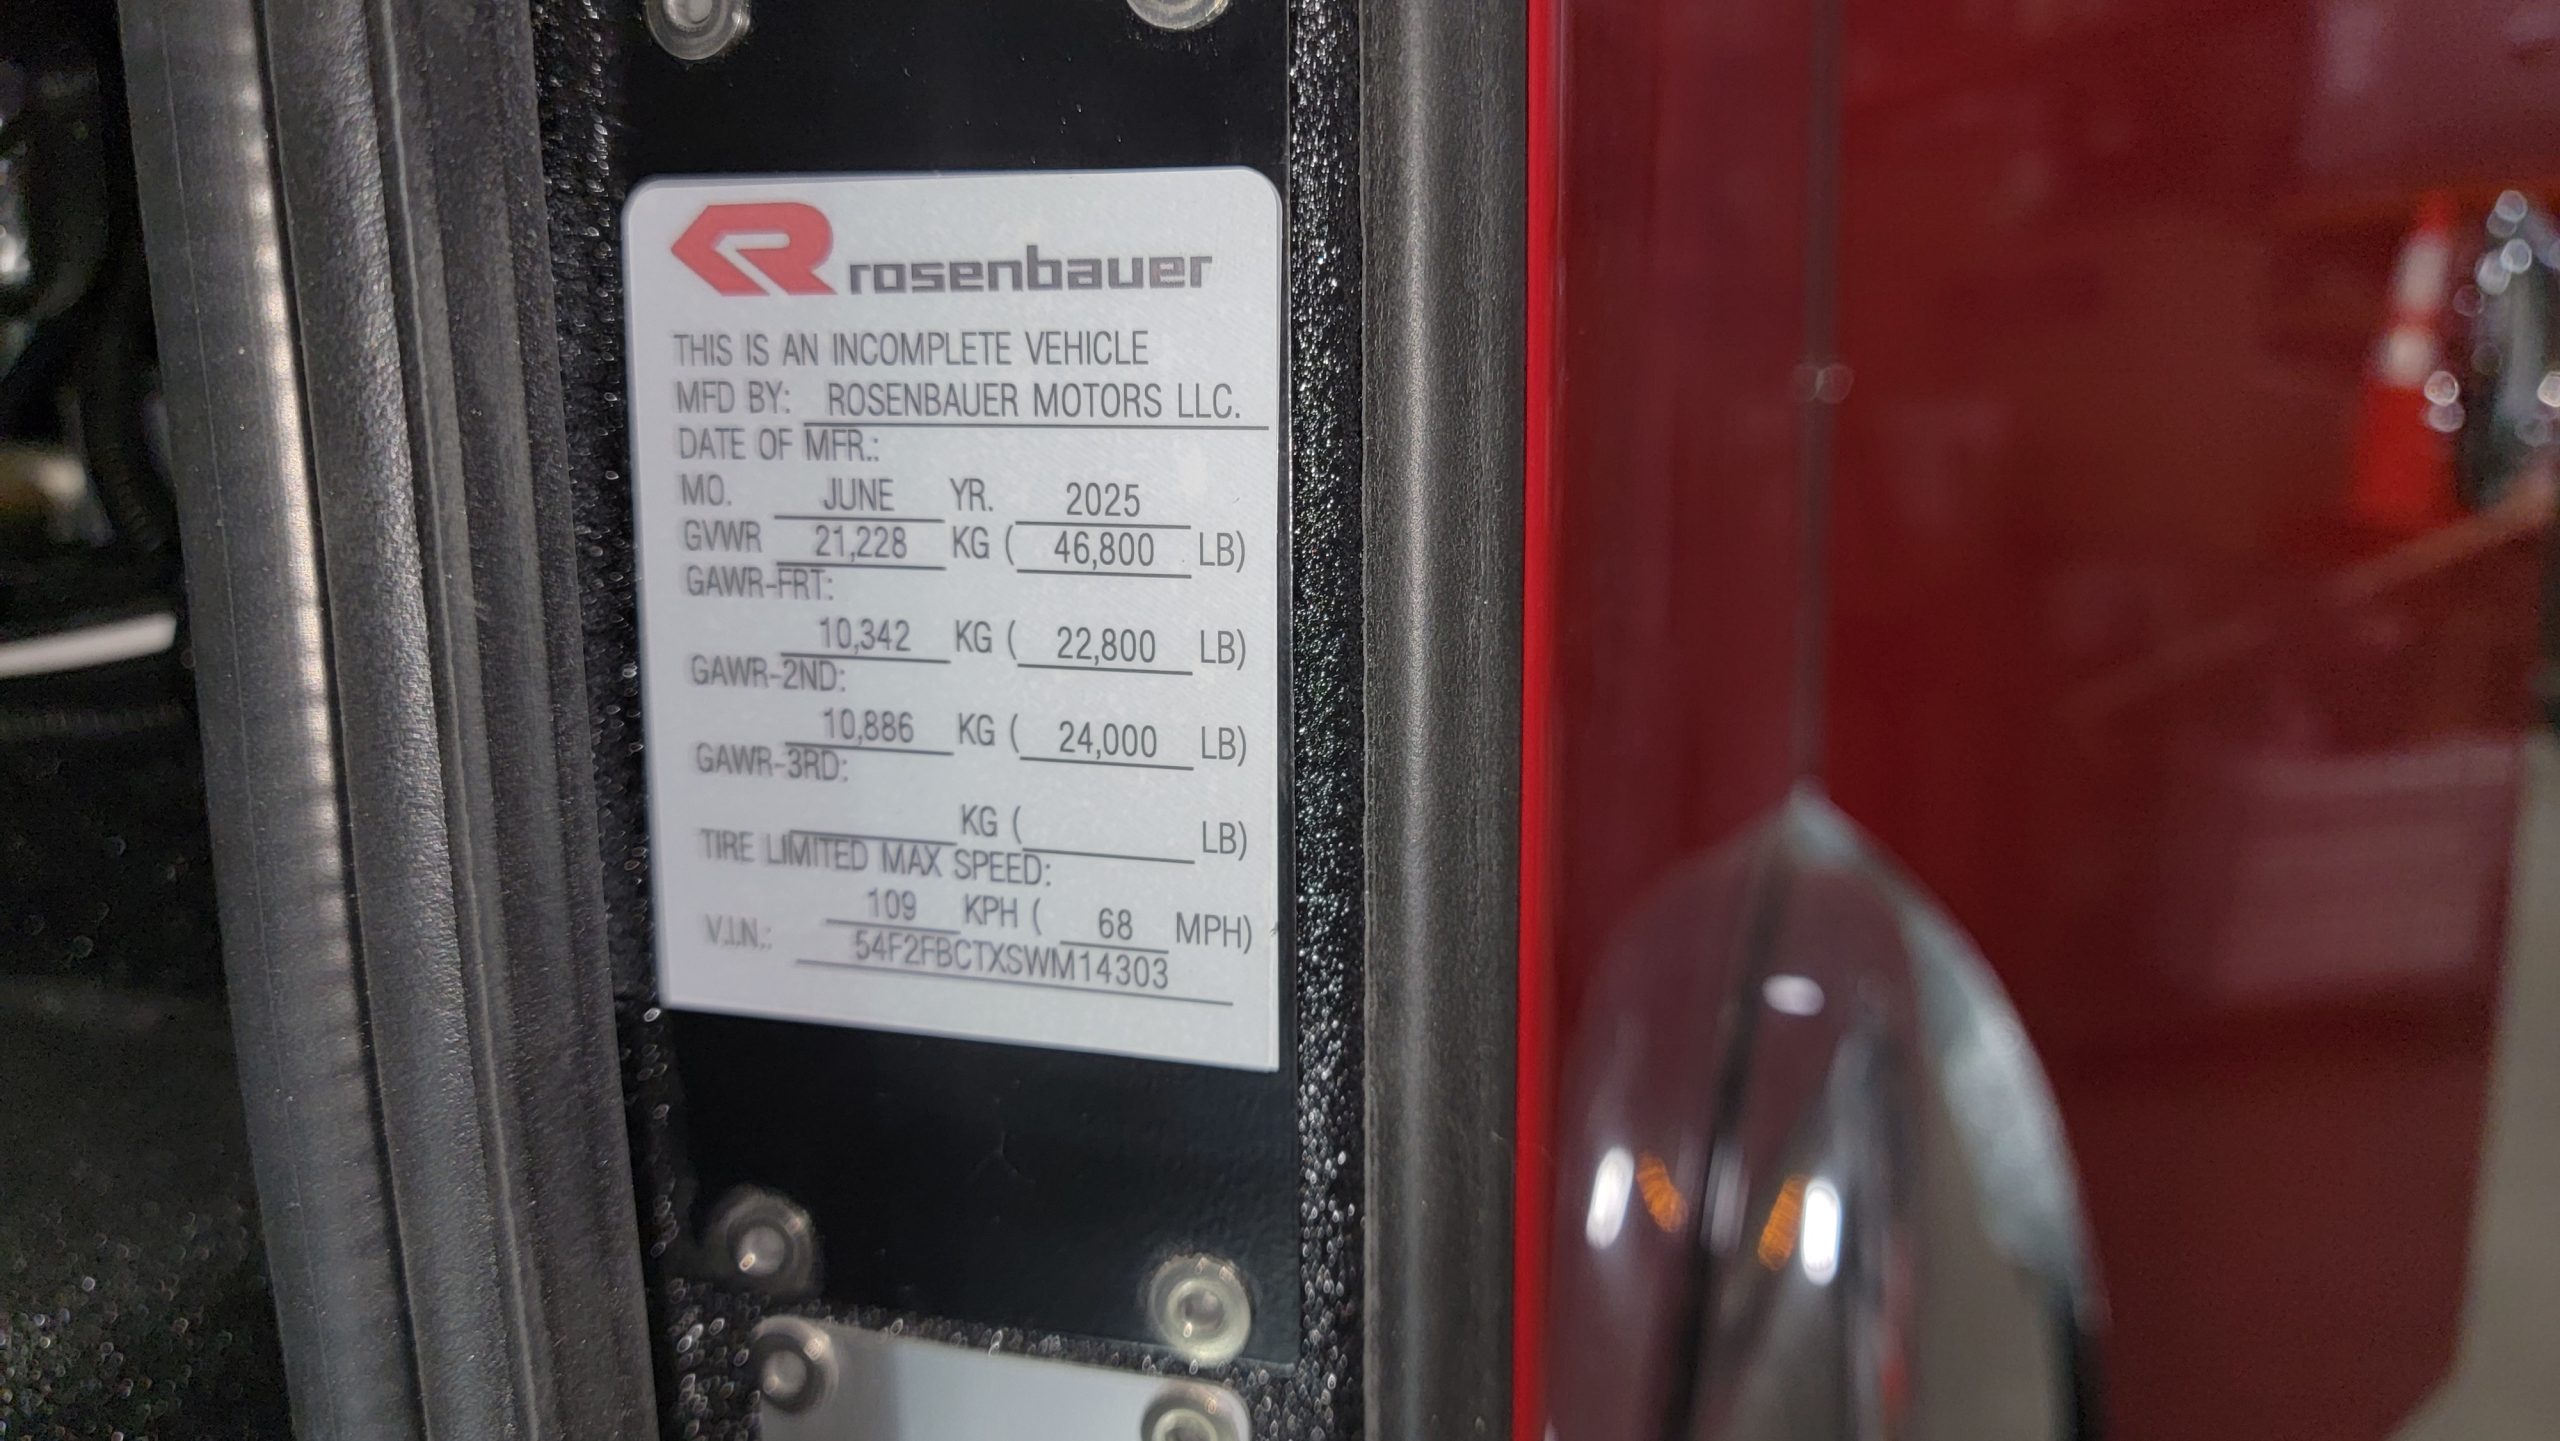 rosenbauer
THIS IS AN INCOMPLETE VEHICLE
MFD BY: ROSENBAUER MOTORS LLC.
DATE OF MFR.:
MO. JUNE YR. 2025
GVWR 21,228 KG ( 46,800 LB)
GAWR-FRT:
10,342 KG ( 22,800 LB)
GAWR-2ND:
10,886 KG ( 24,000 LB)
GAWR-3RD:
KG ( LB)
TIRE LIMITED MAX SPEED:
109 KPH ( 68 MPH)
V.I.N.: 54F2FBCTXSWM14303